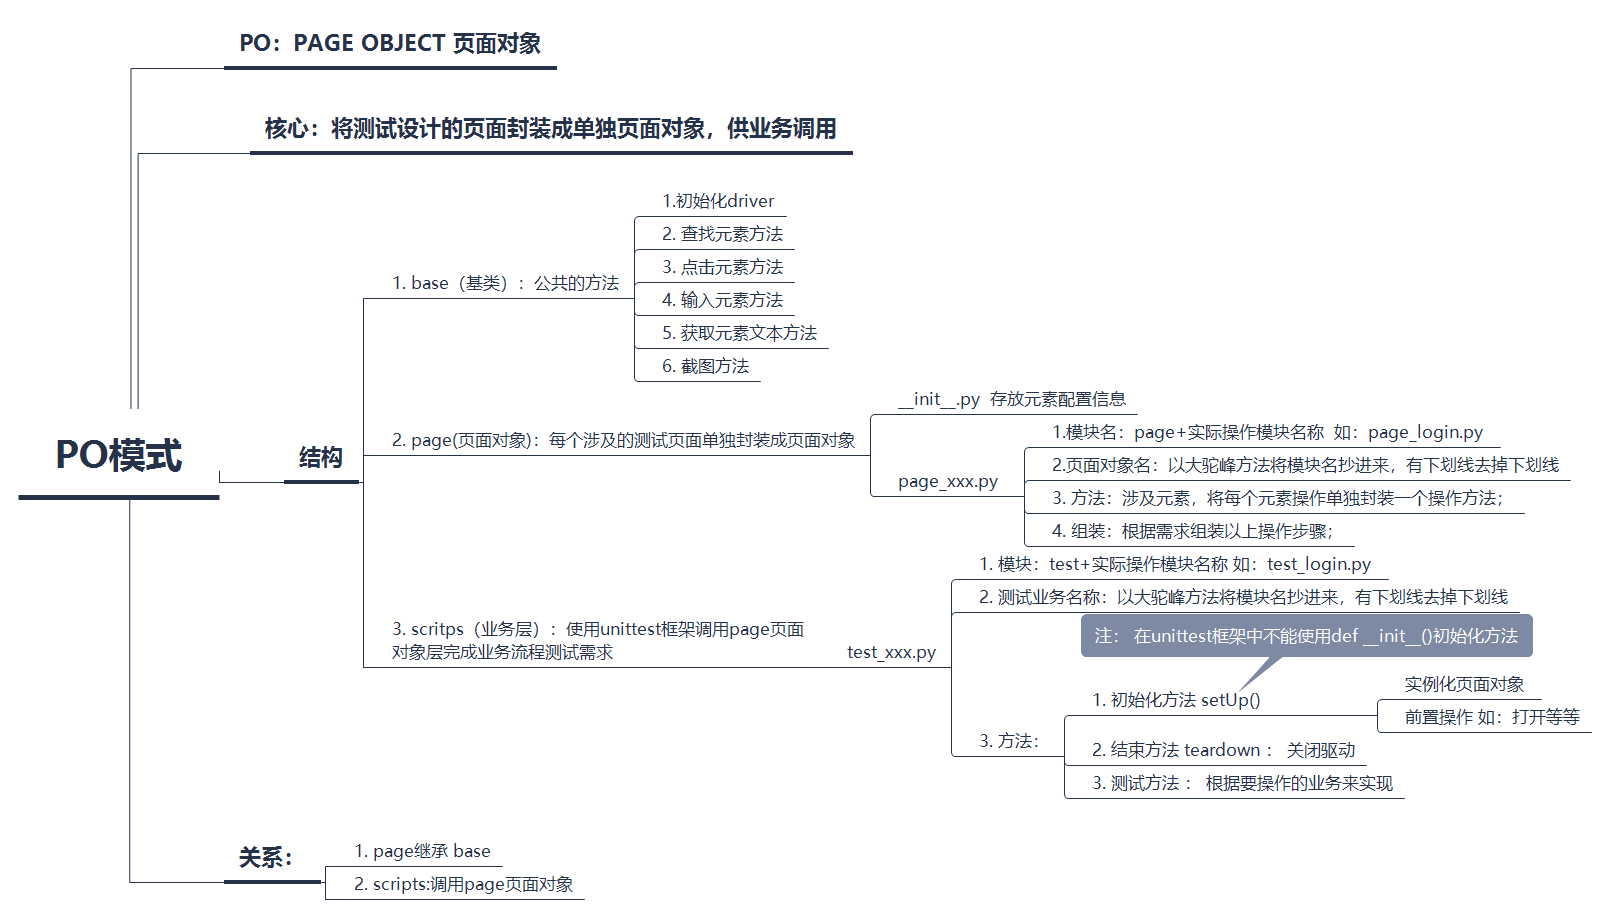 PO：PAGE OBJECT 页面对象
核心：将测试设计的页面封装成单独页面对象，供业务调用
PO模式
结构
1. base（基类）：公共的方法
1.初始化driver
2. 查找元素方法
3. 点击元素方法
4. 输入元素方法
5. 获取元素文本方法
6. 截图方法
2. page(页面对象)：每个涉及的测试页面单独封装成页面对象
__init__.py  存放元素配置信息
page_xxx.py
1.模块名：page+实际操作模块名称  如：page_login.py
2.页面对象名：以大驼峰方法将模块名抄进来，有下划线去掉下划线
3. 方法：涉及元素，将每个元素操作单独封装一个操作方法；
4. 组装：根据需求组装以上操作步骤；
3. scritps（业务层）：使用unittest框架调用page页面
对象层完成业务流程测试需求
test_xxx.py
1. 模块：test+实际操作模块名称 如：test_login.py
2. 测试业务名称：以大驼峰方法将模块名抄进来，有下划线去掉下划线
注： 在unittest框架中不能使用def __init__()初始化方法
3. 方法：
1. 初始化方法 setUp()
实例化页面对象
前置操作 如：打开等等
2. 结束方法 teardown： 关闭驱动
3. 测试方法： 根据要操作的业务来实现
关系：
1. page继承 base
2. scripts:调用page页面对象